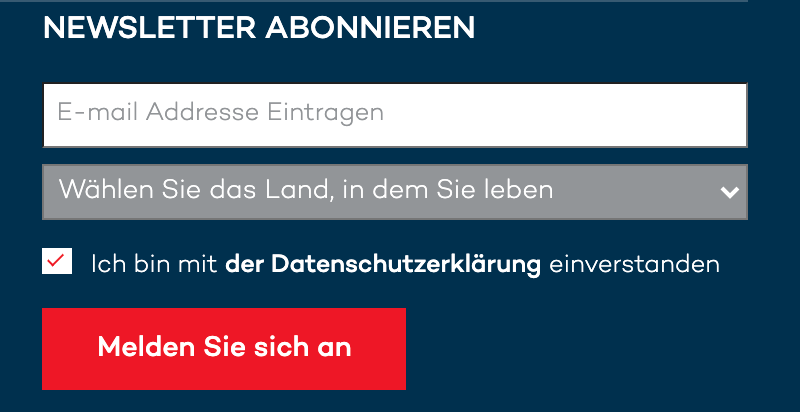 NEWSLETTER ABONNIEREN
E-mail Addresse Eintragen
Wählen Sie das Land, in dem Sie leben
Ich bin mit der Datenschutzerklärung einverstanden
Melden Sie sich an